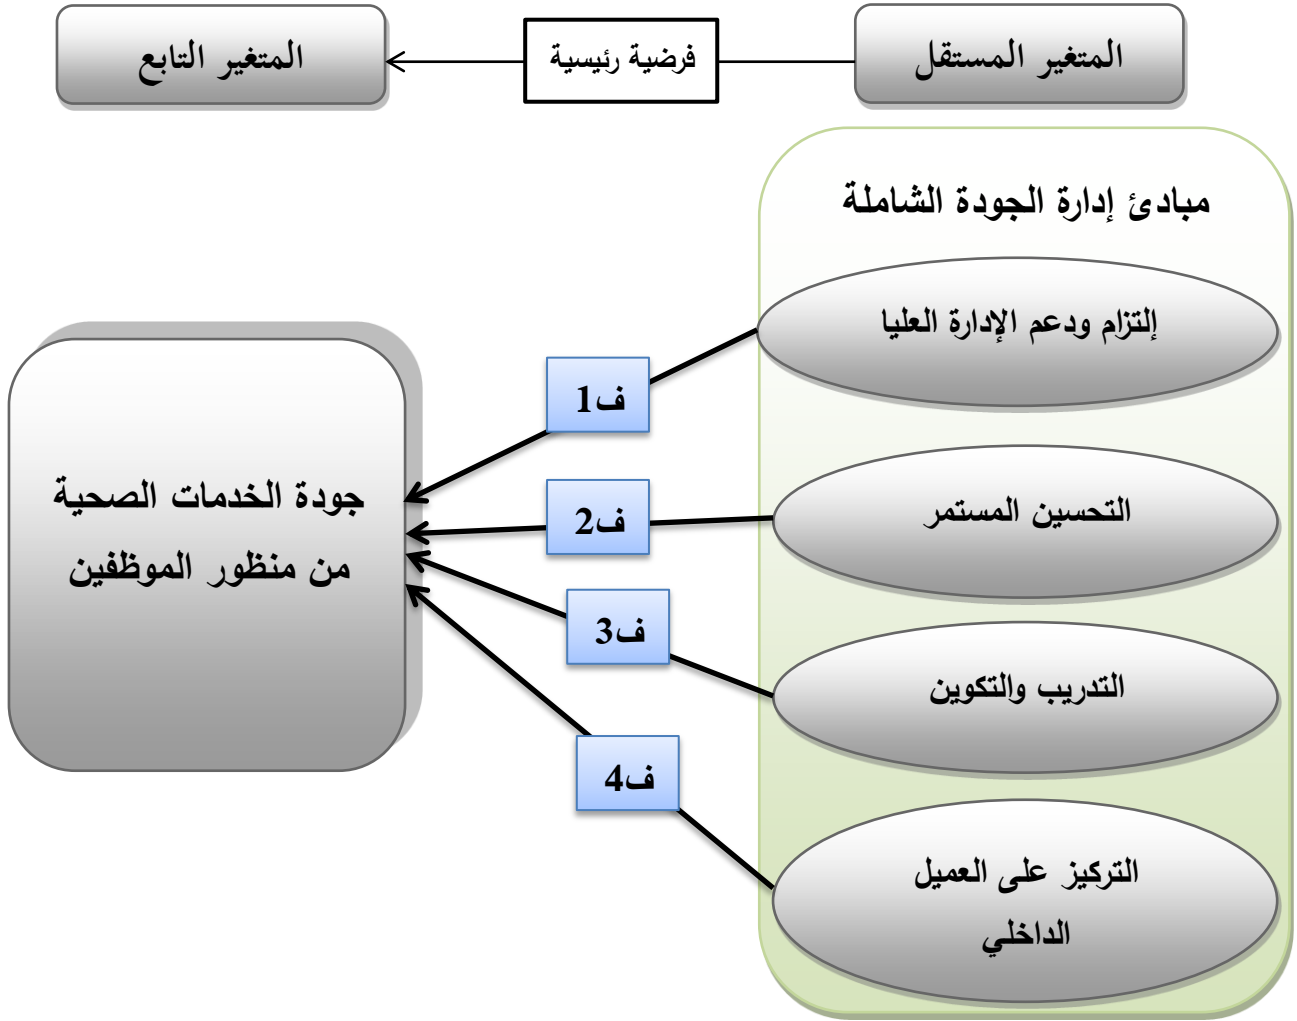 المتغير المستقل
فرضية رئيسية
المتغير التابع
مبادئ إدارة الجودة الشاملة
إلتزام ودعم الإدارة العليا
ف1
التحسين المستمر
ف2
جودة الخدمات الصحية
من منظور الموظفين
ف3
التدريب والتكوين
ف4
التركيز على العميل
الداخلي